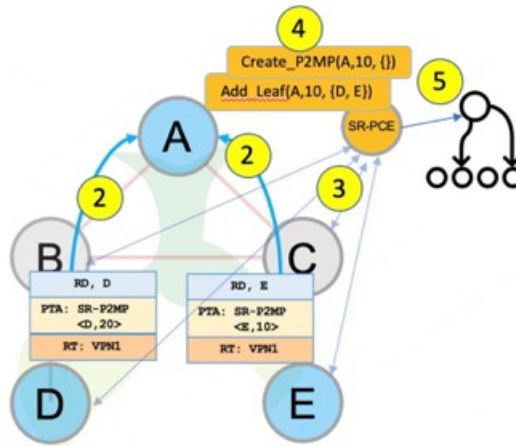 4
Create_P2MP(A,10, {})
Add_Leaf(A,10, {D, E})
5
SR-PCE
A
2
2
3
B
C
RD, D
PTA: SR-P2MP
<D,20>
RT: VPN1
RD, E
PTA: SR-P2MP
<E,10>
RT: VPN1
D
E